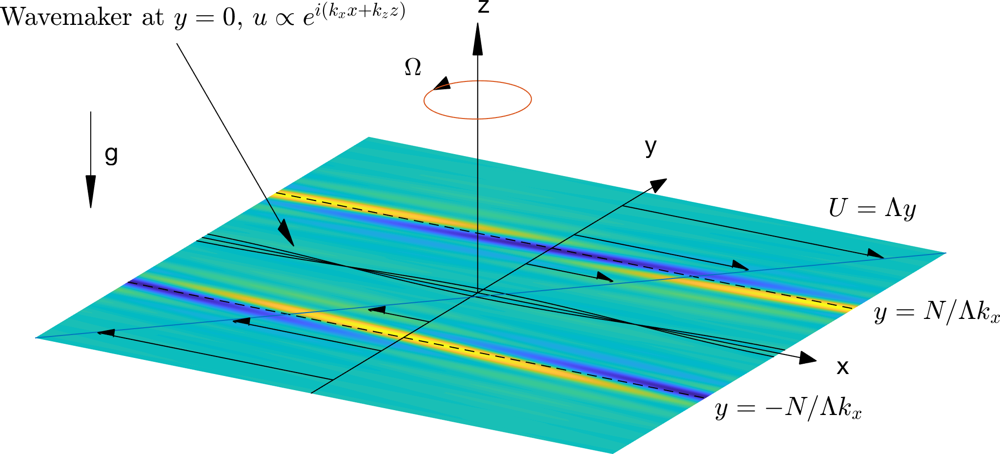 Wavemaker at y = 0, u ∝ e^{i(k_x x+k_z z)}
z
Ω
g
y
U = Λy
y = N/Λk_x
x
y = −N/Λk_x